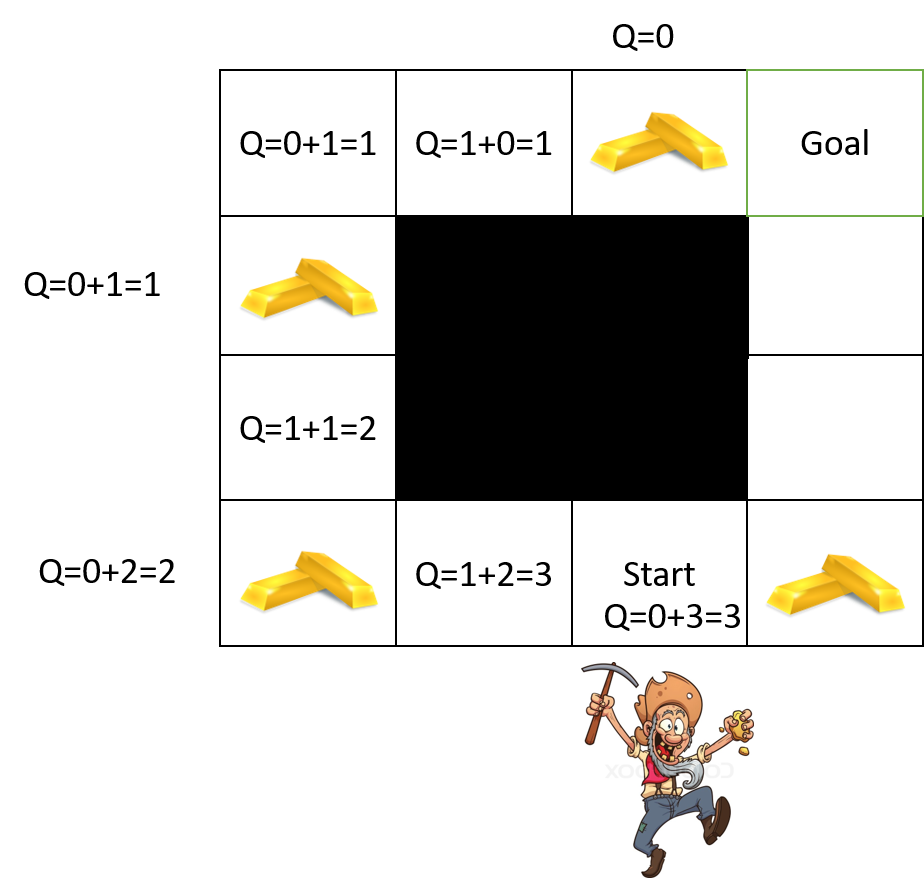 Q=0
Q=0+1=1
Q=1+0=1
Goal
Q=0+1=1
Q=1+1=2
Q=0+2=2
Q=1+2=3
Start
Q=0+3=3